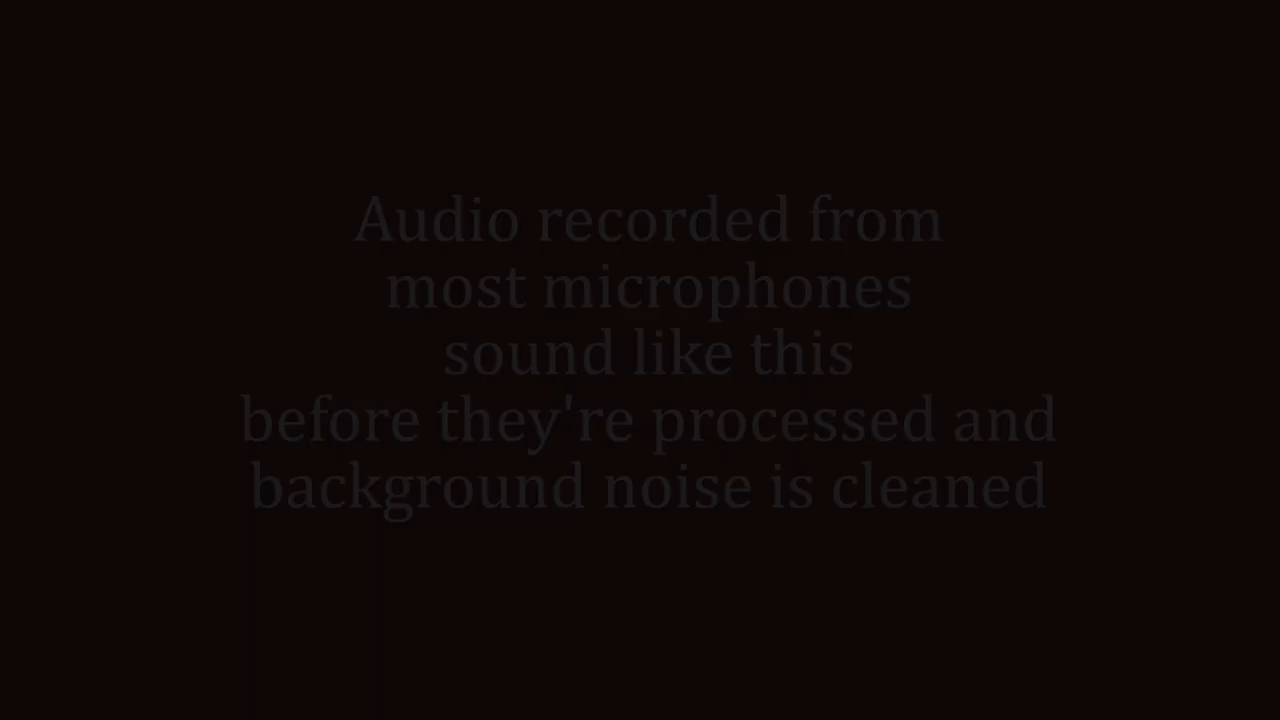 Audio recorded from
most microphones
sound like this
before they're processed and
background noise is cleaned